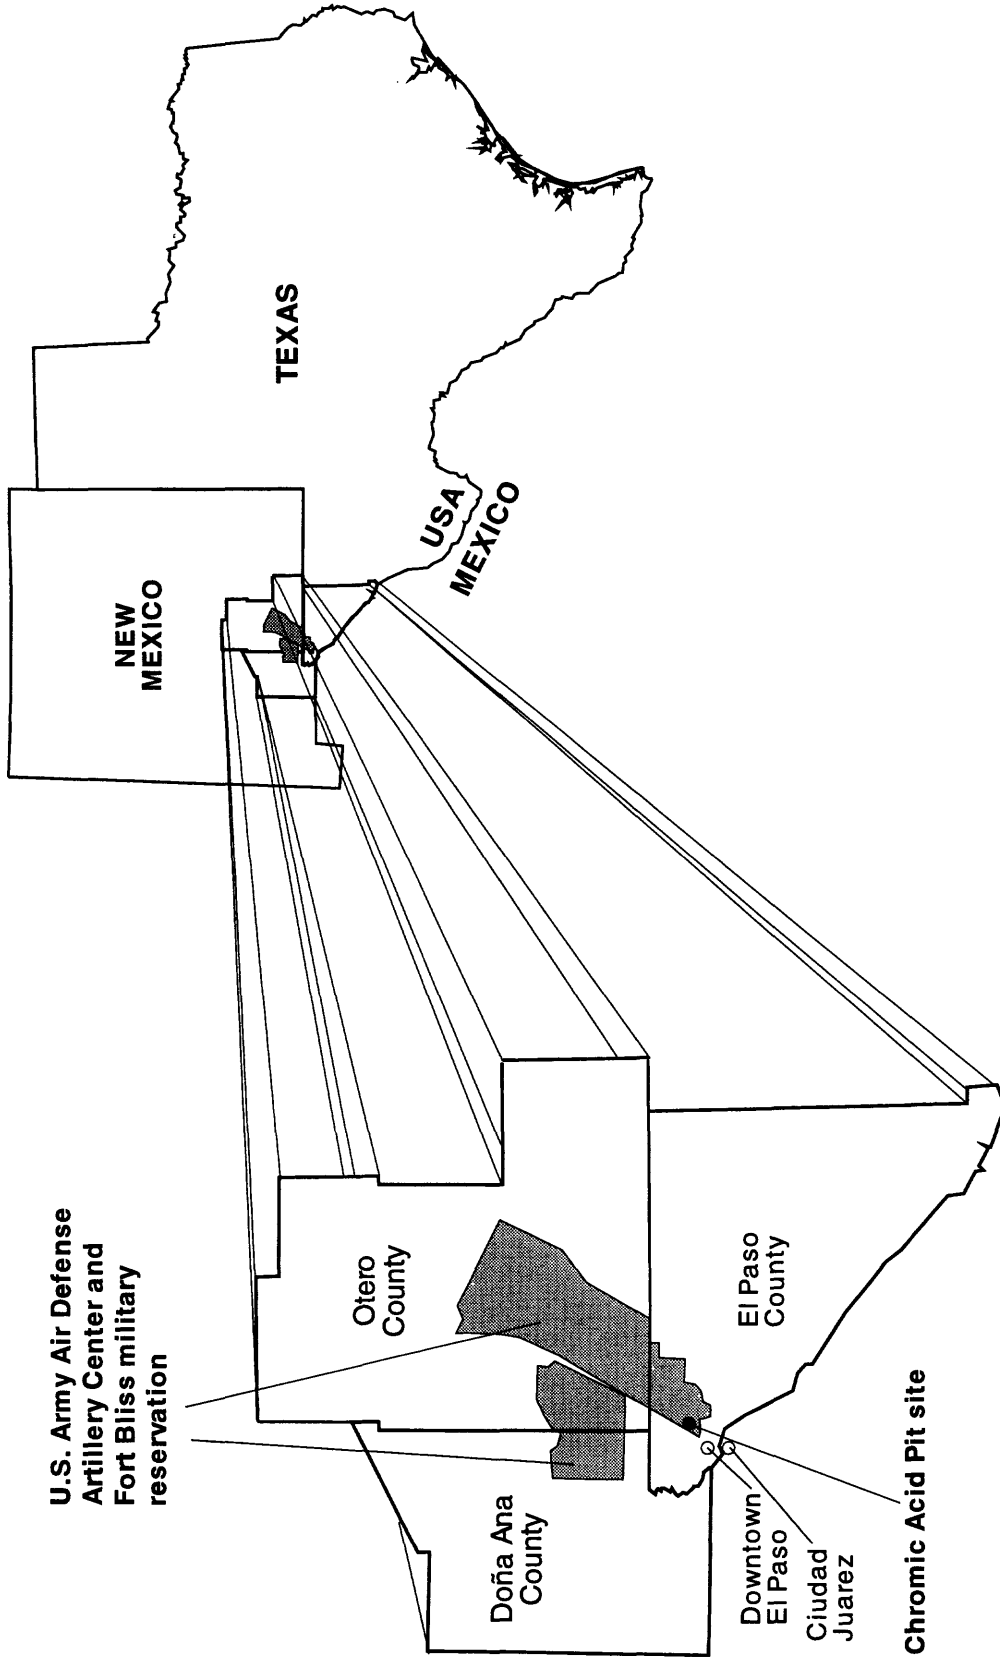 U.S. Army Air Defense
Artillery Center and
Fort Bliss military
reservation
NEW
MEXICO
TEXAS
USA
MEXICO
Otero
County
Doña Ana
County
El Paso
County
Downtown
El Paso
Ciudad
Juarez
Chromic Acid Pit site